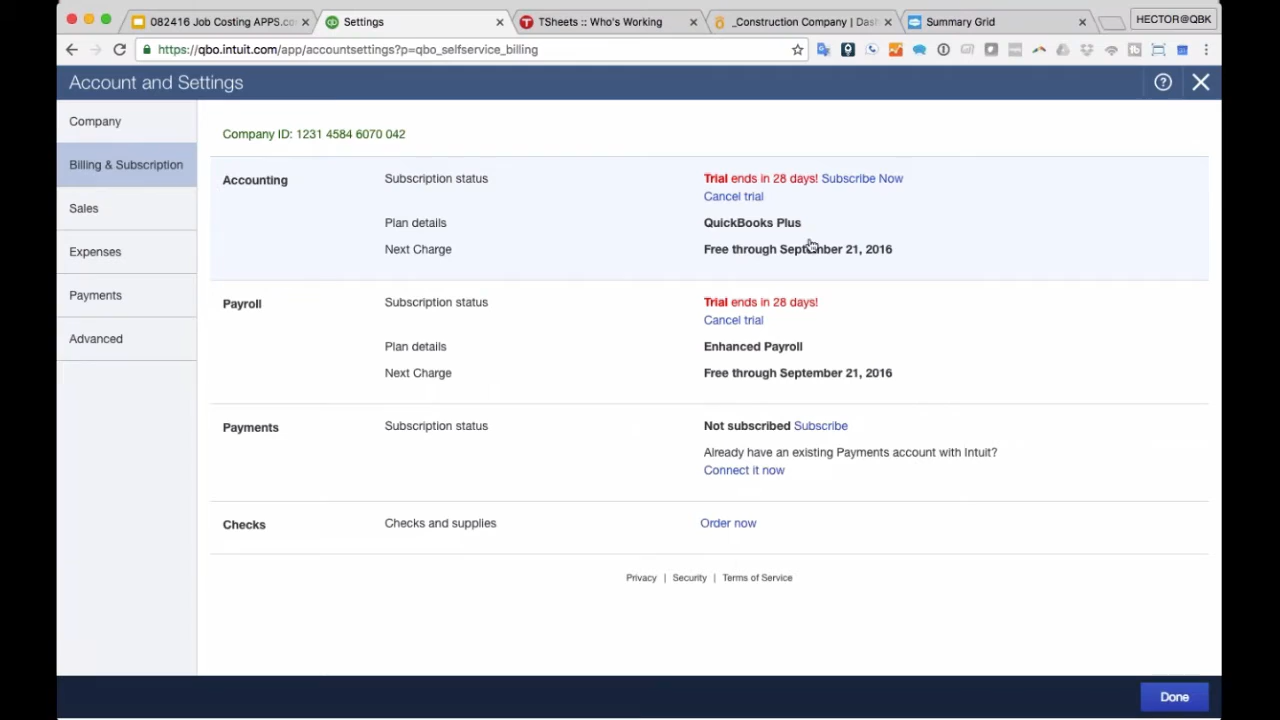 082416 Job Costing APPS.co
Settings
TSheets :: Who's Working
_Construction Company | Dash
Summary Grid
HECTOR@QBK
https://qbo.intuit.com/app/accountsettings?p=qbo_selfservice_billing
Account and Settings
Company
Billing & Subscription
Sales
Expenses
Payments
Advanced
Company ID: 1231 4584 6070 042
Accounting
Subscription status
Trial ends in 28 days! Subscribe Now
Cancel trial
Plan details
QuickBooks Plus
Next Charge
Free through September 21, 2016
Payroll
Subscription status
Trial ends in 28 days!
Cancel trial
Plan details
Enhanced Payroll
Next Charge
Free through September 21, 2016
Payments
Subscription status
Not subscribed Subscribe
Already have an existing Payments account with Intuit?
Connect it now
Checks
Checks and supplies
Order now
Privacy | Security | Terms of Service
Done